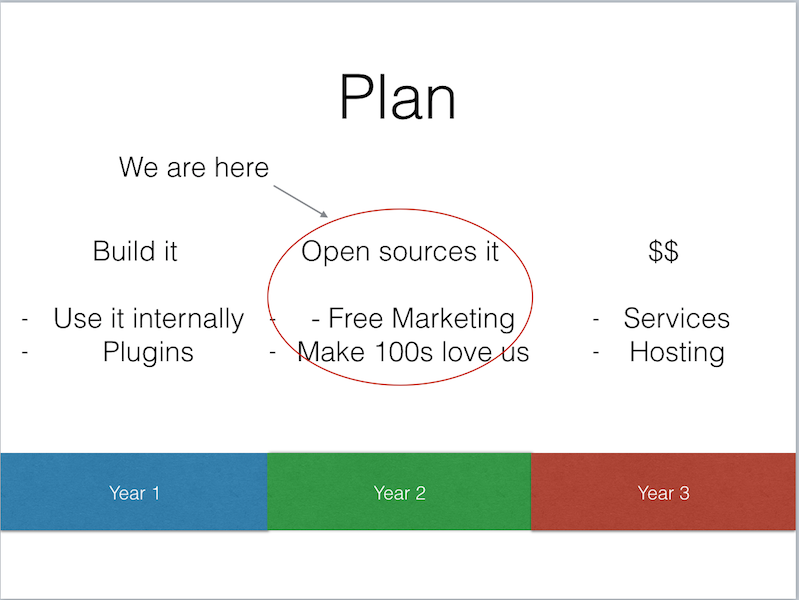 Plan
We are here
Build it
- Use it internally
- Plugins
Open sources it
- - Free Marketing
- Make 100s love us
$$
- Services
- Hosting
Year 1
Year 2
Year 3